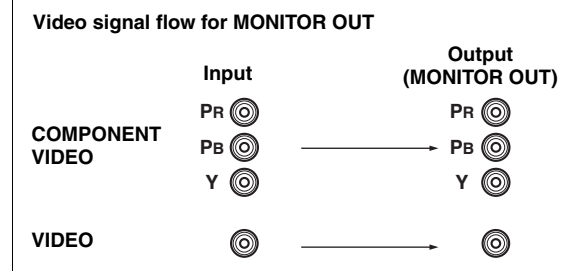 Video signal flow for MONITOR OUT
Output
Input (MONITOR OUT)
PR PR
COMPONENT
VIDEO PB PB
Y Y
VIDEO